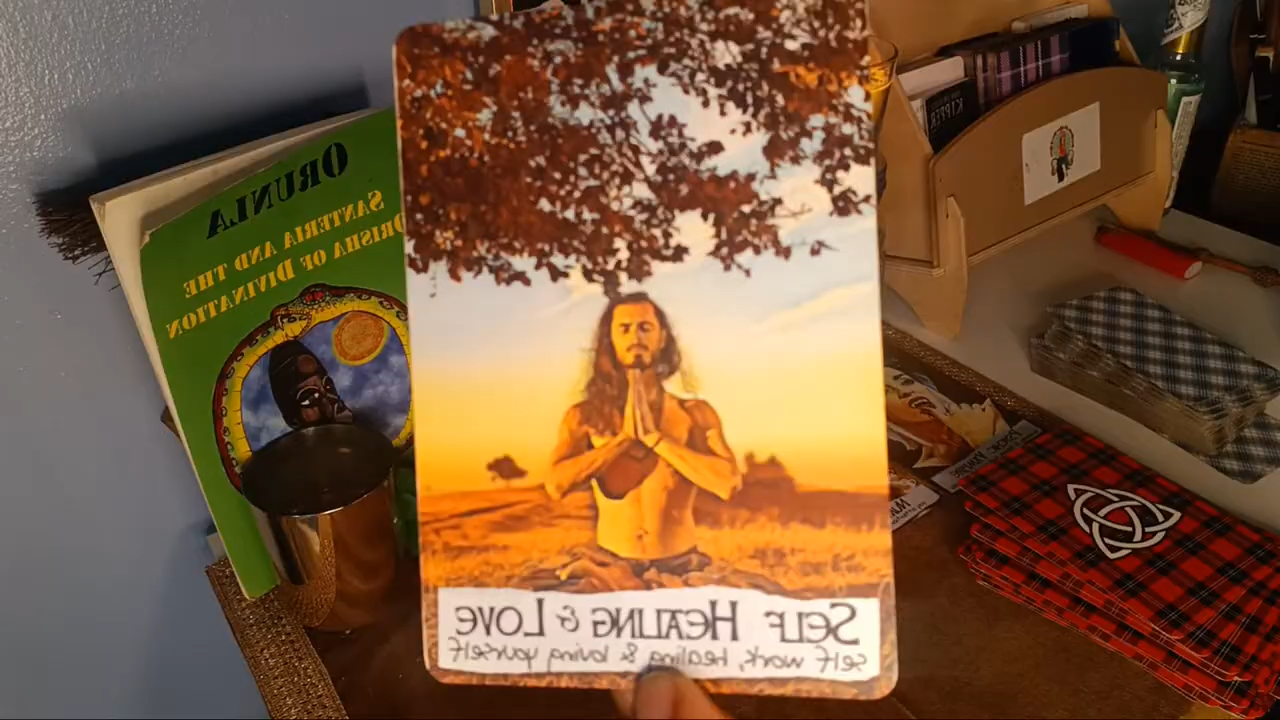 ORUNLA
SANTERIA AND THE
ORISHA OF DIVINATION
KIPPER
SELF HEALING & LOVE
self work, healing & loving yourself